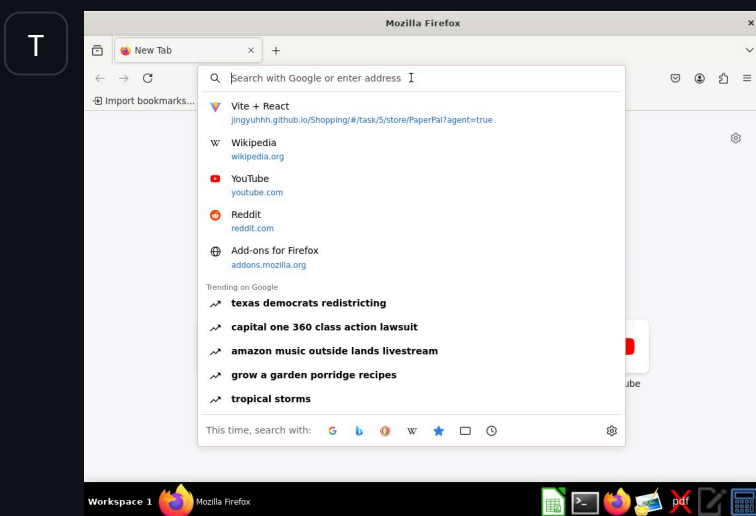 T
Mozilla Firefox
New Tab
Search with Google or enter address
Import bookmarks...
Vite + React
jingyuhhh.github.io/Shopping/#/task/5/store/PaperPal?agent=true
Wikipedia
wikipedia.org
YouTube
youtube.com
Reddit
reddit.com
Add-ons for Firefox
addons.mozilla.org
Trending on Google
texas democrats redistricting
capital one 360 class action lawsuit
amazon music outside lands livestream
grow a garden porridge recipes
ube
tropical storms
This time, search with:
Workspace 1
Mozilla Firefox
pdf